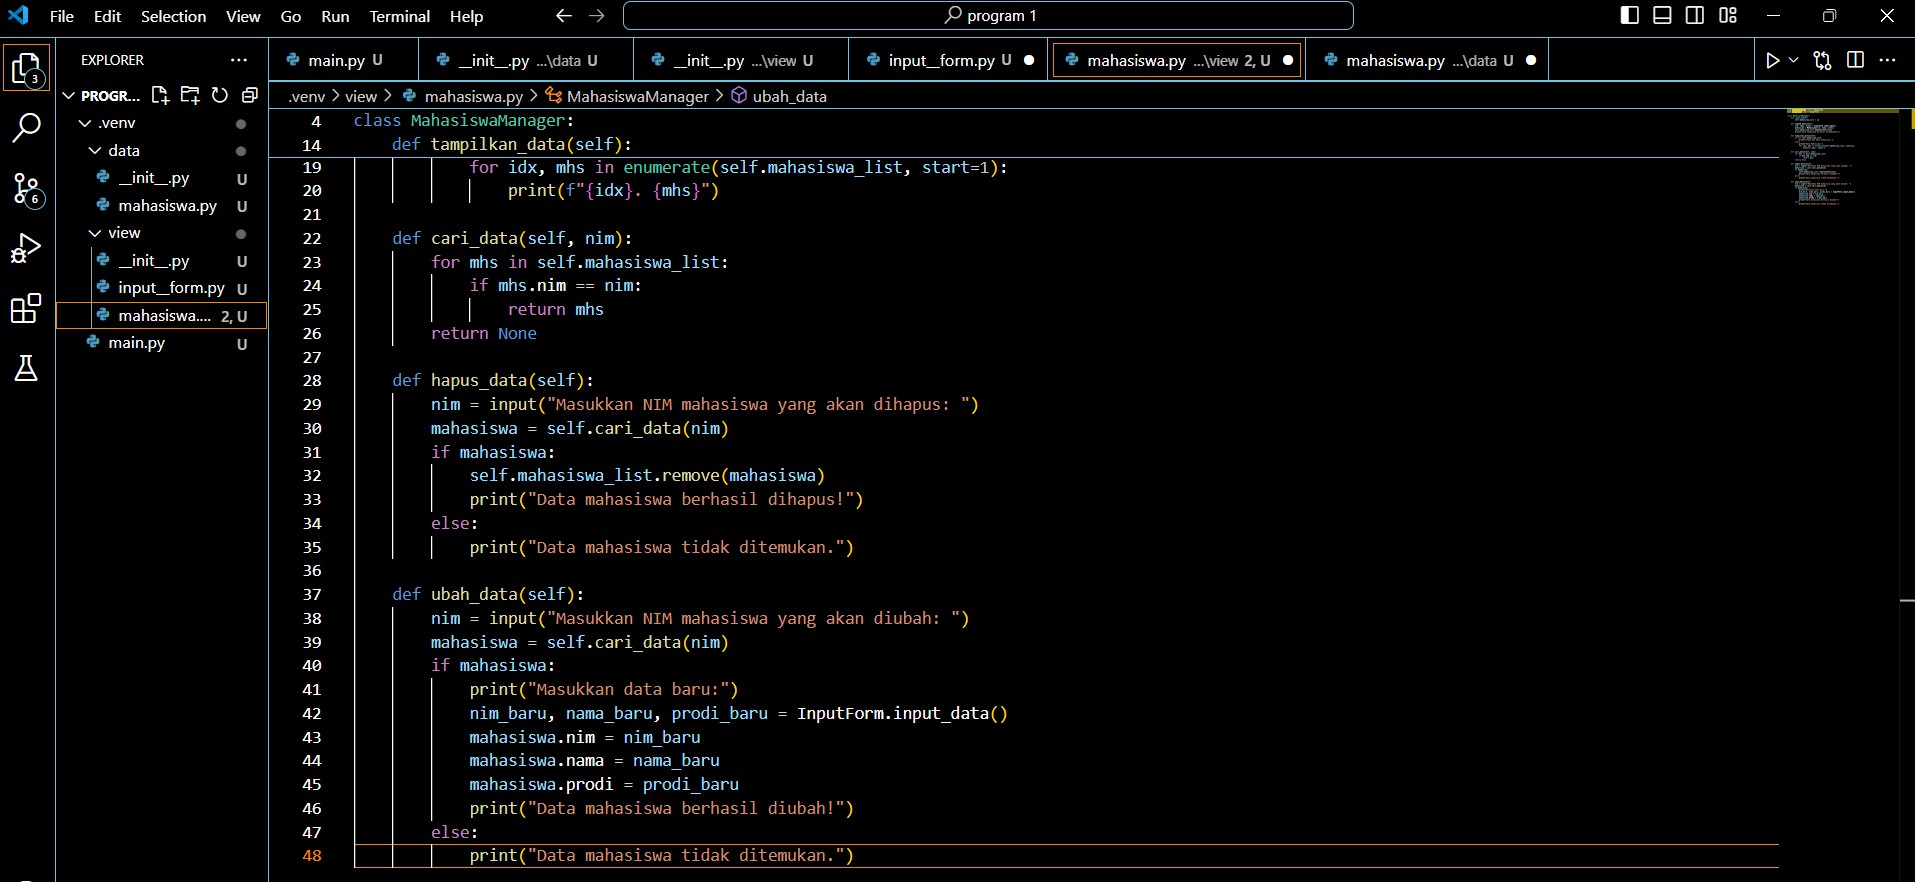 File Edit Selection View Go Run Terminal Help
program 1
EXPLORER
main.py U
__init__.py ...\data U
__init__.py ...\view U
input__form.py U
mahasiswa.py ...\view 2, U
mahasiswa.py ...\data U
.venv > view > mahasiswa.py > MahasiswaManager > ubah_data
PROGR...
.venv
data
__init__.py U
mahasiswa.py U
view
__init__.py U
input__form.py U
mahasiswa.... 2, U
main.py U
3
6
4 class MahasiswaManager:
14 def tampilkan_data(self):
19 for idx, mhs in enumerate(self.mahasiswa_list, start=1):
20 print(f"{idx}. {mhs}")
21
22 def cari_data(self, nim):
23 for mhs in self.mahasiswa_list:
24 if mhs.nim == nim:
25 return mhs
26 return None
27
28 def hapus_data(self):
29 nim = input("Masukkan NIM mahasiswa yang akan dihapus: ")
30 mahasiswa = self.cari_data(nim)
31 if mahasiswa:
32 self.mahasiswa_list.remove(mahasiswa)
33 print("Data mahasiswa berhasil dihapus!")
34 else:
35 print("Data mahasiswa tidak ditemukan.")
36
37 def ubah_data(self):
38 nim = input("Masukkan NIM mahasiswa yang akan diubah: ")
39 mahasiswa = self.cari_data(nim)
40 if mahasiswa:
41 print("Masukkan data baru:")
42 nim_baru, nama_baru, prodi_baru = InputForm.input_data()
43 mahasiswa.nim = nim_baru
44 mahasiswa.nama = nama_baru
45 mahasiswa.prodi = prodi_baru
46 print("Data mahasiswa berhasil diubah!")
47 else:
48 print("Data mahasiswa tidak ditemukan.")